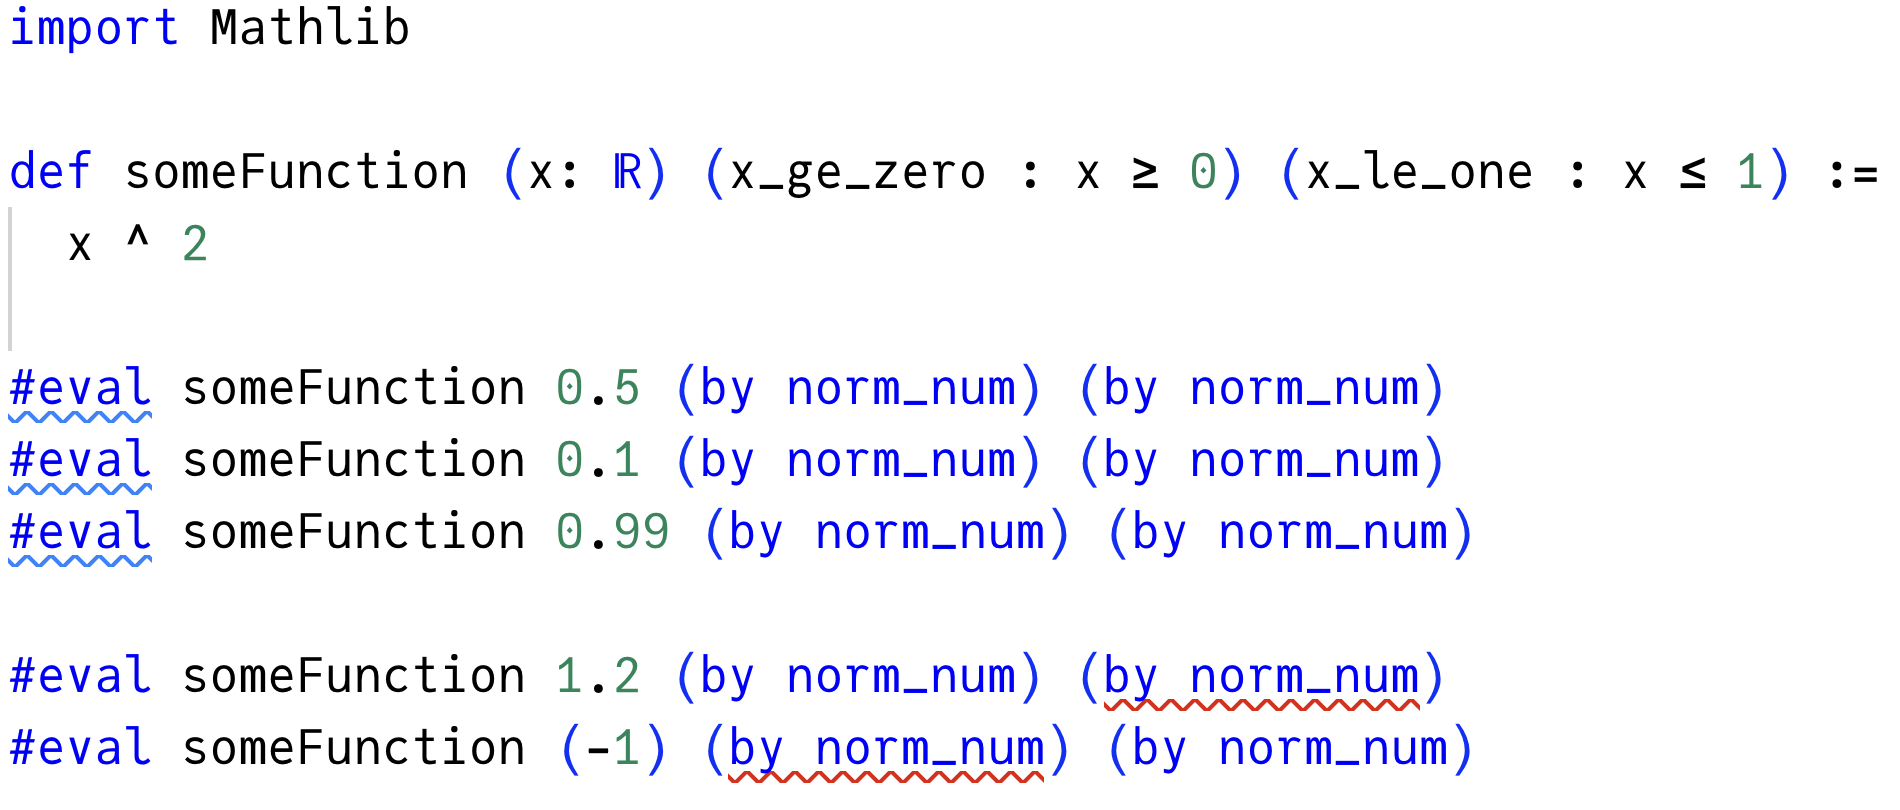 import Mathlib
def someFunction (x: ℝ) (x_ge_zero : x ≥ 0) (x_le_one : x ≤ 1) :=
x ^ 2
#eval someFunction 0.5 (by norm_num) (by norm_num)
#eval someFunction 0.1 (by norm_num) (by norm_num)
#eval someFunction 0.99 (by norm_num) (by norm_num)
#eval someFunction 1.2 (by norm_num) (by norm_num)
#eval someFunction (-1) (by norm_num) (by norm_num)